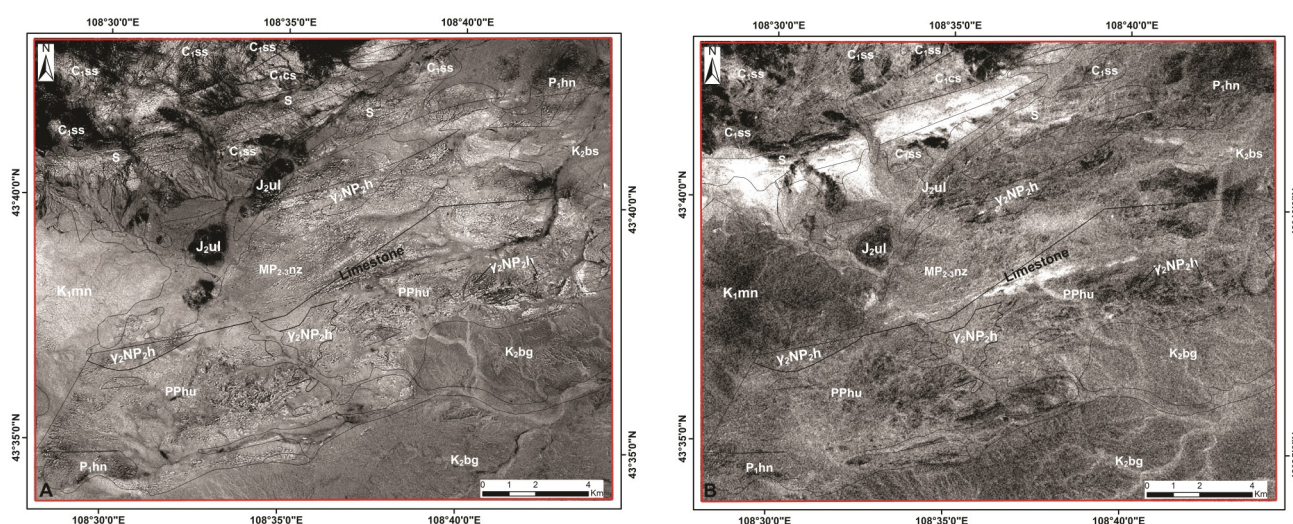 108°30'0"E 108°35'0"E 108°40'0"E
N
C₁ss C₁ss
C₁ss C₁ss
C₁cs
S S
C₁ss
C₁ss
S
P₁hn
K₂bs
J₂ul
γ₂NP₂h
J₂ul
MP₂₋₃nz
Limestone
γ₂NP₂h
K₁mn
PPhu
γ₂NP₂h
γ₂NP₂h
K₂bg
PPhu
K₂bg
P₁hn
A
0 1 2 4
Km
43°40'0"N 43°40'0"N
43°35'0"N 43°35'0"N
108°30'0"E 108°35'0"E 108°40'0"E
108°30'0"E 108°35'0"E 108°40'0"E
N
C₁ss C₁ss
C₁ss C₁ss
C₁cs
P₁hn
S
C₁ss
S
C₁ss
K₂bs
J₂ul
γ₂NP₂h
J₂ul
MP₂₋₃nz
Limestone
γ₂NP₂h
K₁mn
PPhu
γ₂NP₂h
γ₂NP₂h
K₂bg
PPhu
K₂bg
P₁hn
B
0 1 2 4
Km
43°40'0"N
43°35'0"N
108°30'0"E 108°35'0"E 108°40'0"E